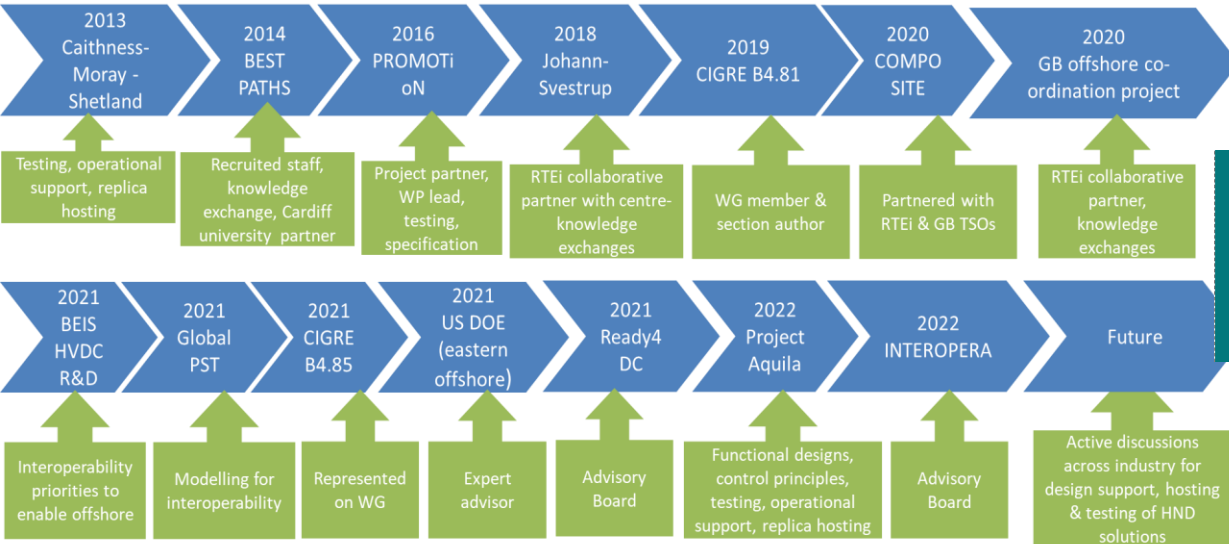 2013
Caithness-
Moray -
Shetland
2014
BEST
PATHS
2016
PROMOTi
oN
2018
Johann-
Svestrup
2019
CIGRE B4.81
2020
COMPO
SITE
2020
GB offshore co-
ordination project
Testing, operational
support, replica
hosting
Recruited staff,
knowledge
exchange, Cardiff
university partner
Project partner,
WP lead,
testing,
specification
RTEi collaborative
partner with centre-
knowledge
exchanges
WG member &
section author
Partnered with
RTEi & GB TSOs
RTEi collaborative
partner,
knowledge
exchanges
2021
BEIS
HVDC
R&D
2021
Global
PST
2021
CIGRE
B4.85
2021
US DOE
(eastern
offshore)
2021
Ready4
DC
2022
Project
Aquila
2022
INTEROPERA
Future
Interoperability
priorities to
enable offshore
Modelling for
interoperability
Represented
on WG
Expert
advisor
Advisory
Board
Functional designs,
control principles,
testing, operational
support, replica hosting
Advisory
Board
Active discussions
across industry for
design support, hosting
& testing of HND
solutions